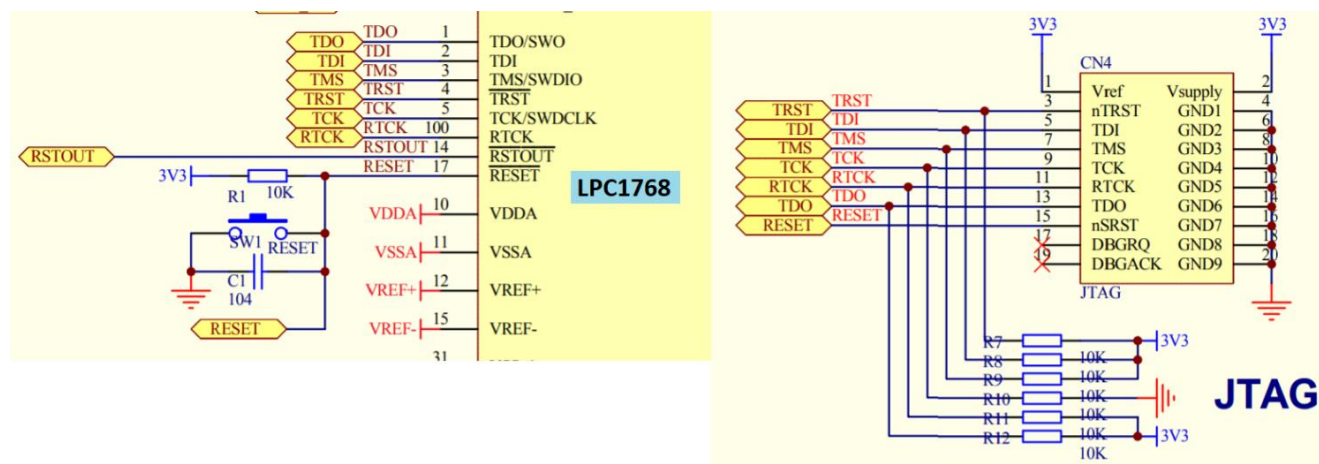 TDO TDO 1 TDO/SWO
TDI TDI 2 TDI
TMS TMS 3 TMS/SWDIO
TRST TRST 4 TRST
TCK TCK 5 TCK/SWDCLK
RTCK RTCK 100 RTCK
RSTOUT RSTOUT 14 RSTOUT
3V3 RESET 17 RESET
R1 10K
LPC1768
VDDA 10 VDDA
SW1 RESET
VSSA 11 VSSA
C1
104
VREF+ 12 VREF+
RESET
VREF- 15 VREF-
31
3V3 3V3
CN4
1 Vref Vsupply 2
TRST TRST 3 nTRST GND1 4
TDI TDI 5 TDI GND2 6
TMS TMS 7 TMS GND3 8
TCK TCK 9 TCK GND4 10
RTCK RTCK 11 RTCK GND5 12
TDO TDO 13 TDO GND6 14
RESET RESET 15 nSRST GND7 16
17 DBGRQ GND8 18
19 DBGACK GND9 20
JTAG
R7 3V3
R8 10K
R9 10K
R10 10K
R11 10K
R12 10K 3V3
10K
JTAG